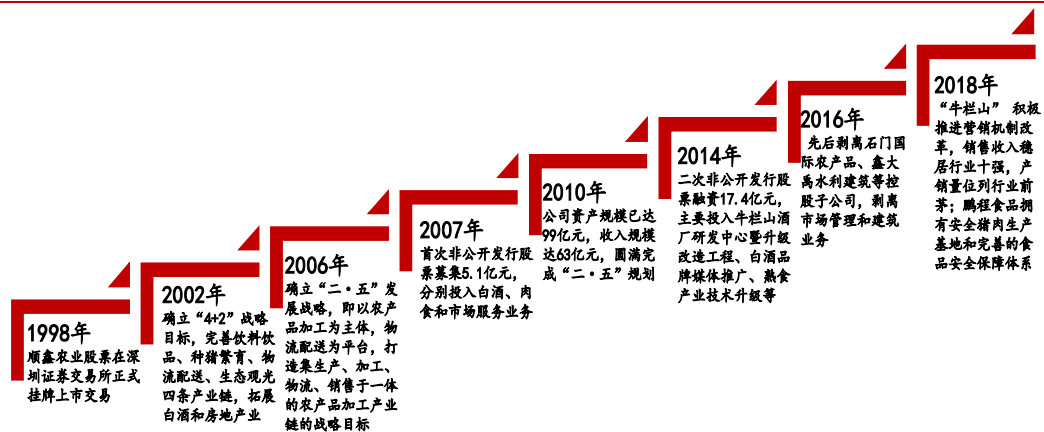 1998年
顺鑫农业股票在深
圳证券交易所正式
挂牌上市交易
2002年
确立“4+2”战略
目标，完善饮料饮
品、种猪繁育、物
流配送、生态观光
四条产业链，拓展
白酒和房地产业
2006年
确立“二·五”发
展战略，即以农产
品加工为主体，物
流配送为平台，打
造集生产、加工、
物流、销售于一体
的农产品加工产业
链的战略目标
2007年
首次非公开发行股
票募集5.1亿元，
分别投入白酒、肉
食和市场服务业务
2010年
公司资产规模已达
99亿元，收入规模
达63亿元，圆满完
成“二·五”规划
2014年
二次非公开发行股
票融资17.4亿元，
主要投入牛栏山酒
厂研发中心暨升级
改造工程、白酒品
牌媒体推广、熟食
产业技术升级等
2016年
先后剥离石门国
际农产品、鑫大
禹水利建筑等控
股子公司，剥离
市场管理和建筑
业务
2018年
“牛栏山” 积极
推进营销机制改
革，销售收入稳
居行业十强，产
销量位列行业前
茅；鹏程食品拥
有安全猪肉生产
基地和完善的食
品安全保障体系